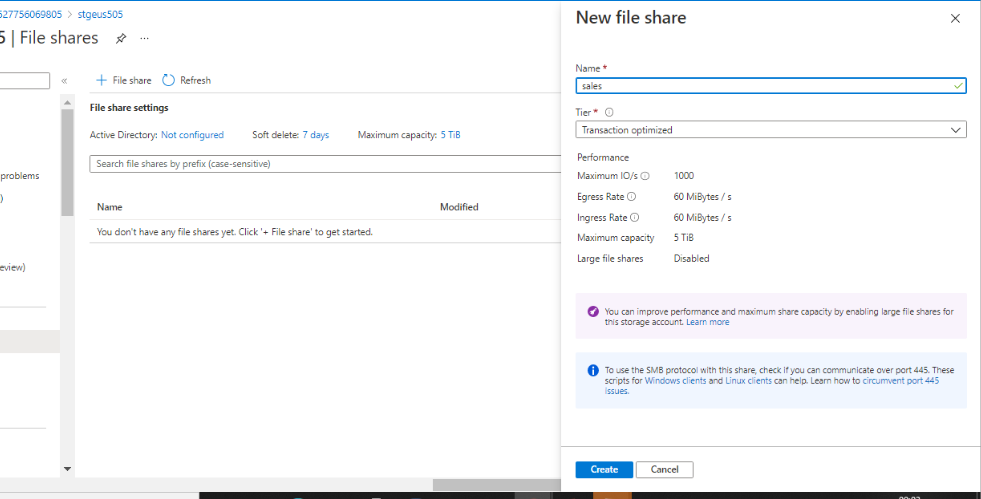 527756069805 > stgeus505
5 | File shares ...
New file share
«
+ File share Refresh
File share settings
Active Directory: Not configured Soft delete: 7 days Maximum capacity: 5 TiB
Search file shares by prefix (case-sensitive)
Name Modified
You don't have any file shares yet. Click '+ File share' to get started.
problems
)
eview)
Name *
sales
Tier *
Transaction optimized
Performance
Maximum IO/s 1000
Egress Rate 60 MiBytes / s
Ingress Rate 60 MiBytes / s
Maximum capacity 5 TiB
Large file shares Disabled
You can improve performance and maximum share capacity by enabling large file shares for
this storage account. Learn more
To use the SMB protocol with this share, check if you can communicate over port 445. These
scripts for Windows clients and Linux clients can help. Learn how to circumvent port 445
issues.
Create Cancel